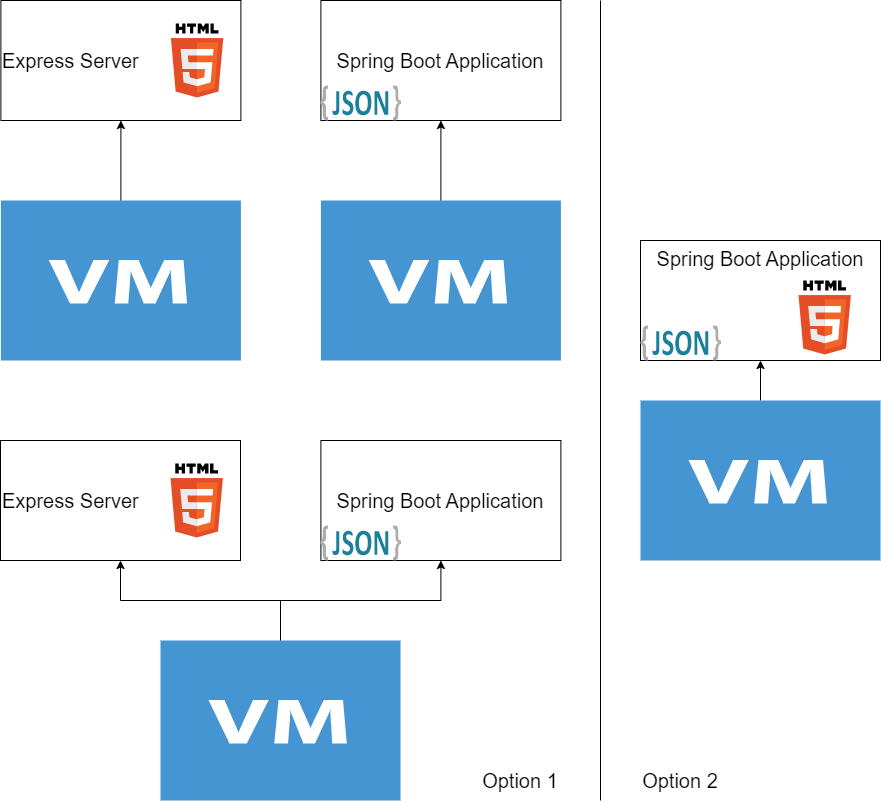 HTML
Express Server
5
Spring Boot Application
{JSON}
VM
VM
HTML
Express Server
5
Spring Boot Application
{JSON}
VM
Option 1
Spring Boot Application
HTML
5
{JSON}
VM
Option 2